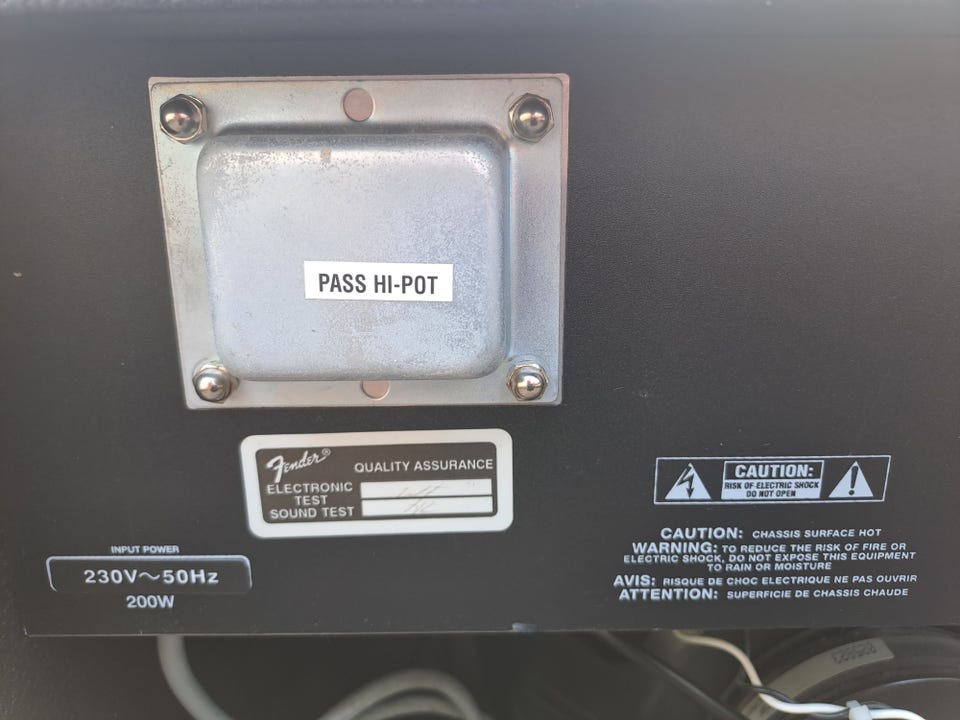 PASS HI-POT
Fender®
QUALITY ASSURANCE
ELECTRONIC
TEST
SOUND TEST
CAUTION:
RISK OF ELECTRIC SHOCK
DO NOT OPEN
CAUTION: CHASSIS SURFACE HOT
WARNING: TO REDUCE THE RISK OF FIRE OR
ELECTRIC SHOCK, DO NOT EXPOSE THIS EQUIPMENT
TO RAIN OR MOISTURE
AVIS: RISQUE DE CHOC ELECTRIQUE NE PAS OUVRIR
ATTENTION: SUPERFICIE DE CHASSIS CHAUDE
INPUT POWER
230V~50Hz
200W